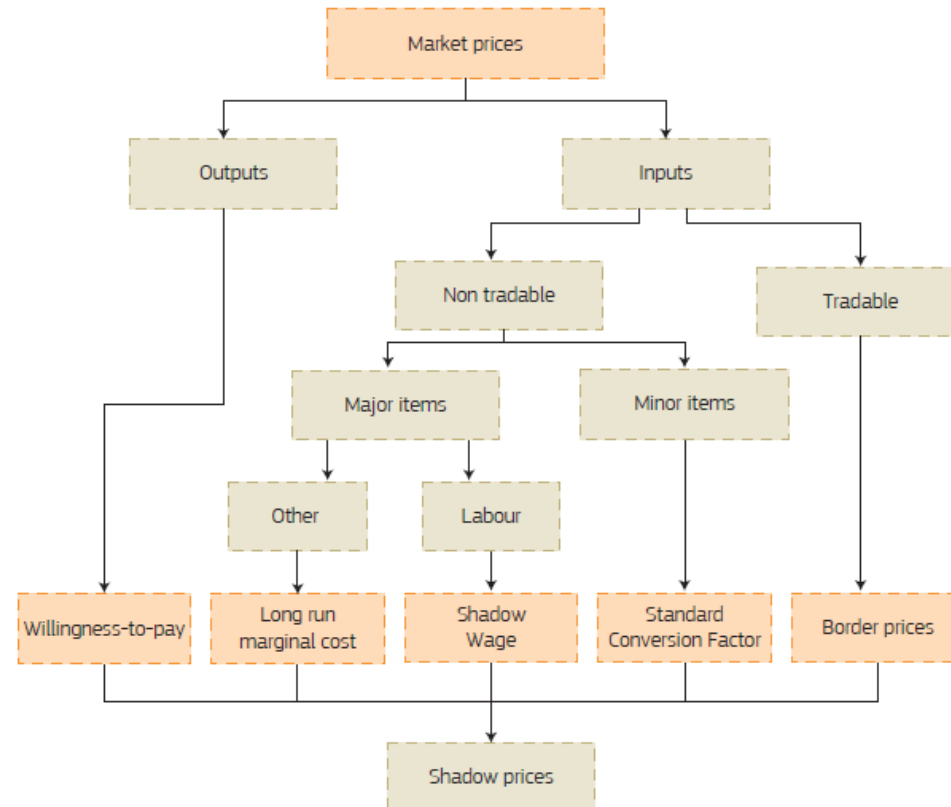 Market prices
Outputs
Inputs
Non tradable
Tradable
Major items
Minor items
Other
Labour
Willingness-to-pay
Long run
marginal cost
Shadow
Wage
Standard
Conversion Factor
Border prices
Shadow prices